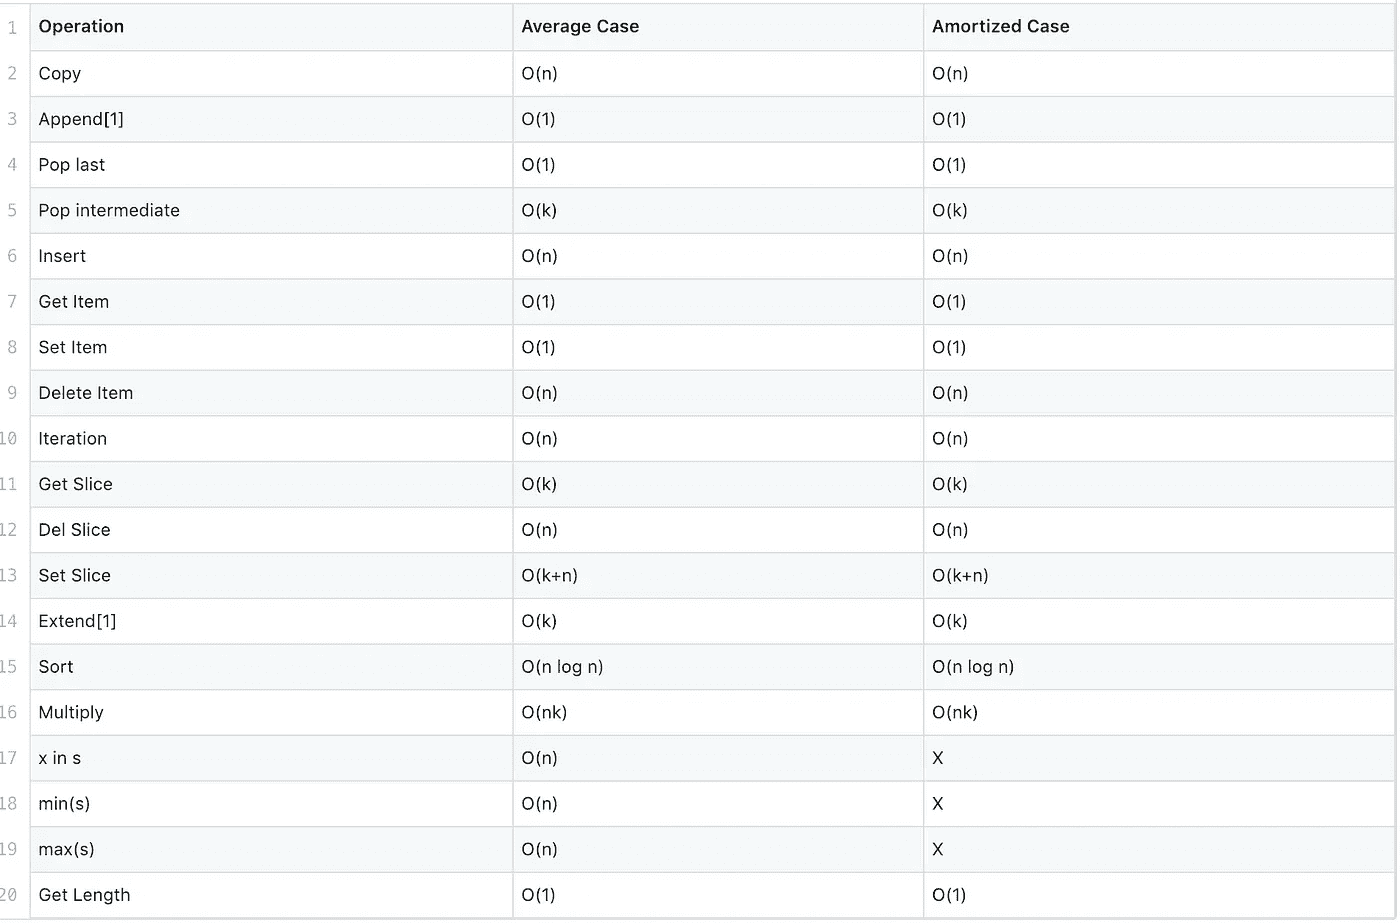 1 Operation Average Case Amortized Case
2 Copy O(n) O(n)
3 Append[1] O(1) O(1)
4 Pop last O(1) O(1)
5 Pop intermediate O(k) O(k)
6 Insert O(n) O(n)
7 Get Item O(1) O(1)
8 Set Item O(1) O(1)
9 Delete Item O(n) O(n)
10 Iteration O(n) O(n)
11 Get Slice O(k) O(k)
12 Del Slice O(n) O(n)
13 Set Slice O(k+n) O(k+n)
14 Extend[1] O(k) O(k)
15 Sort O(n log n) O(n log n)
16 Multiply O(nk) O(nk)
17 x in s O(n) X
18 min(s) O(n) X
19 max(s) O(n) X
20 Get Length O(1) O(1)